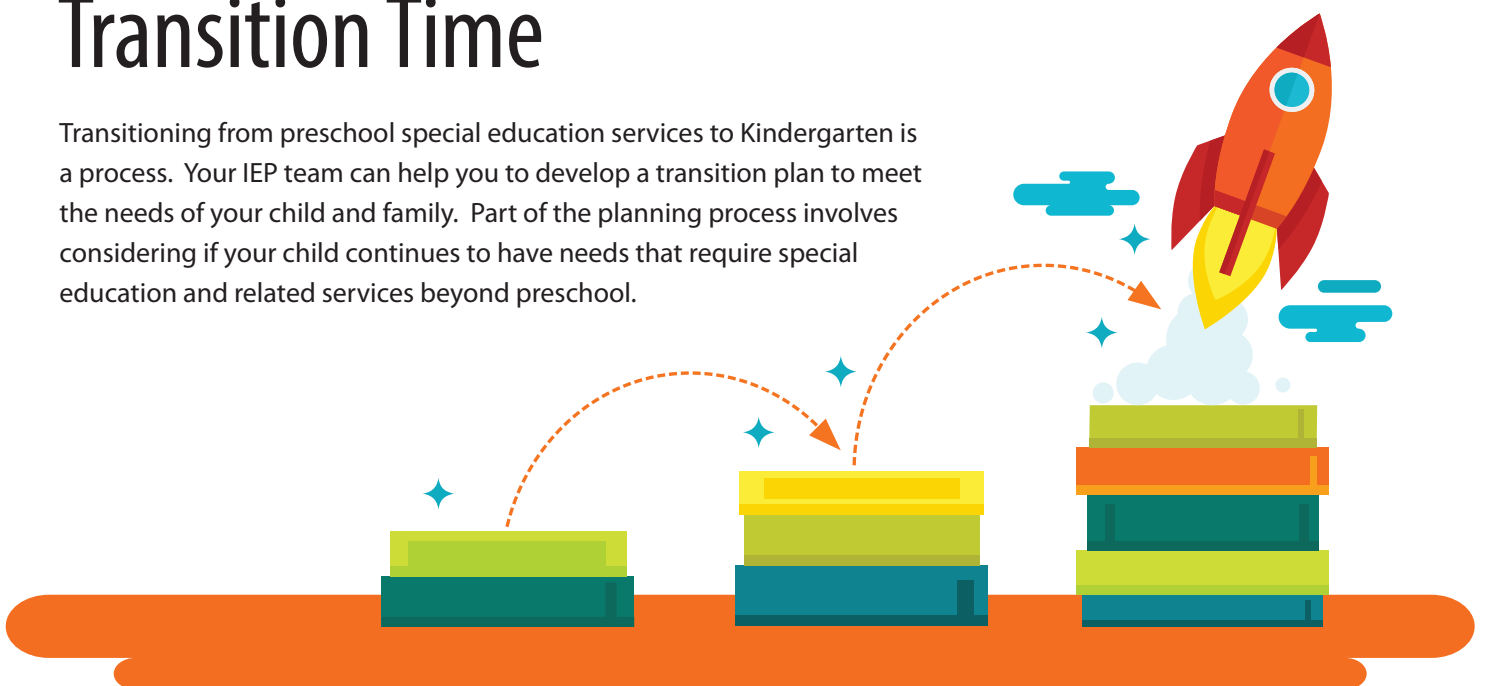 Transition Time
Transitioning from preschool special education services to Kindergarten is
a process.  Your IEP team can help you to develop a transition plan to meet
the needs of your child and family.  Part of the planning process involves
considering if your child continues to have needs that require special
education and related services beyond preschool.